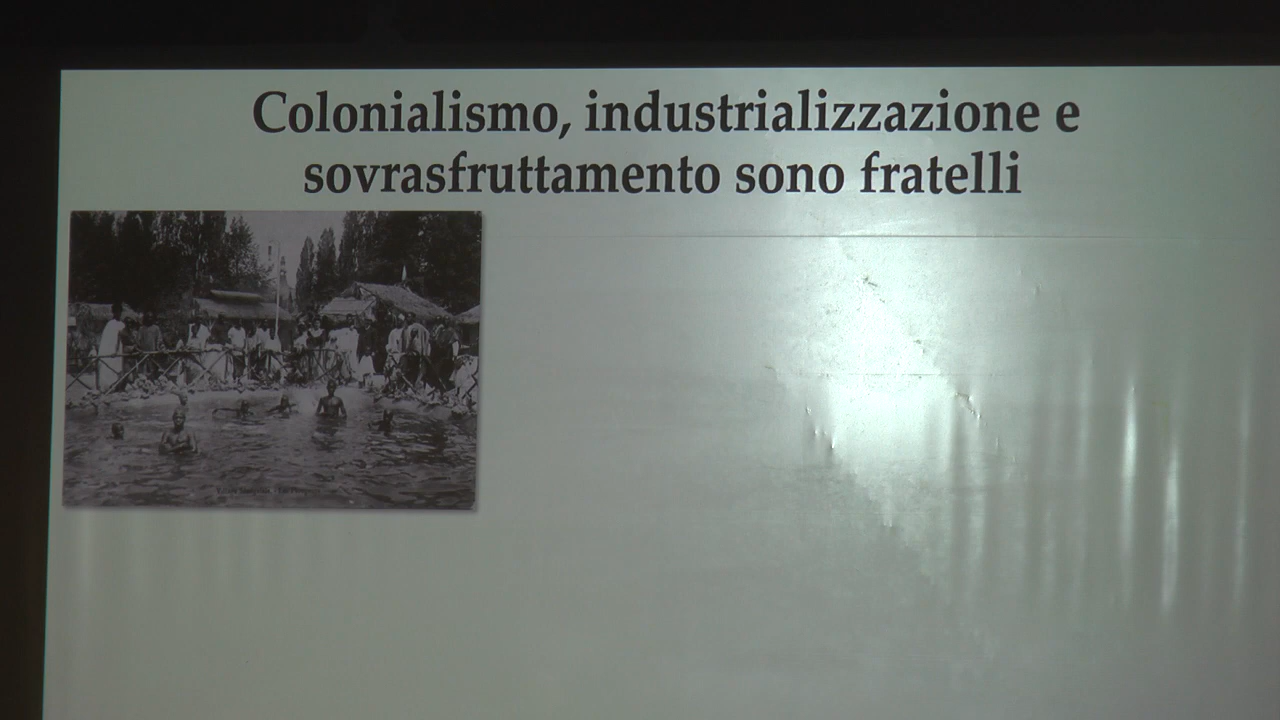 Colonialismo, industrializzazione e
sovrasfruttamento sono fratelli